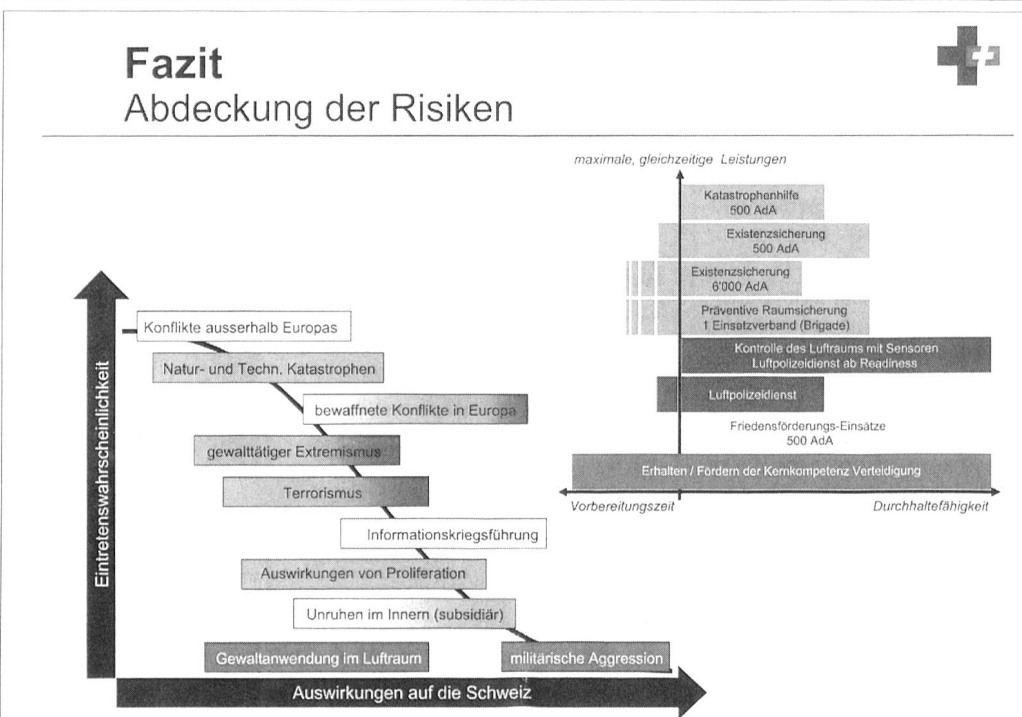 Fazit
Abdeckung der Risiken
maximale, gleichzeitige Leistungen
Katastrophenhilfe
500 AdA
Existenzsicherung
500 AdA
Existenzsicherung
6'000 AdA
Präventive Raumsicherung
1 Einsatzverband (Brigade)
Kontrolle des Luftraums mit Sensoren
Luftpolizeidienst ab Readiness
Luftpolizeidienst
Friedensförderungs-Einsätze
500 AdA
Erhalten / Fördern der Kernkompetenz Verteidigung
Vorbereitungszeit
Durchhaltefähigkeit
Eintretenswahrscheinlichkeit
Konflikte ausserhalb Europas
Natur- und Techn. Katastrophen
bewaffnete Konflikte in Europa
gewalttätiger Extremismus
Terrorismus
Informationskriegsführung
Auswirkungen von Proliferation
Unruhen im Innern (subsidiär)
Gewaltanwendung im Luftraum
militärische Aggression
Auswirkungen auf die Schweiz